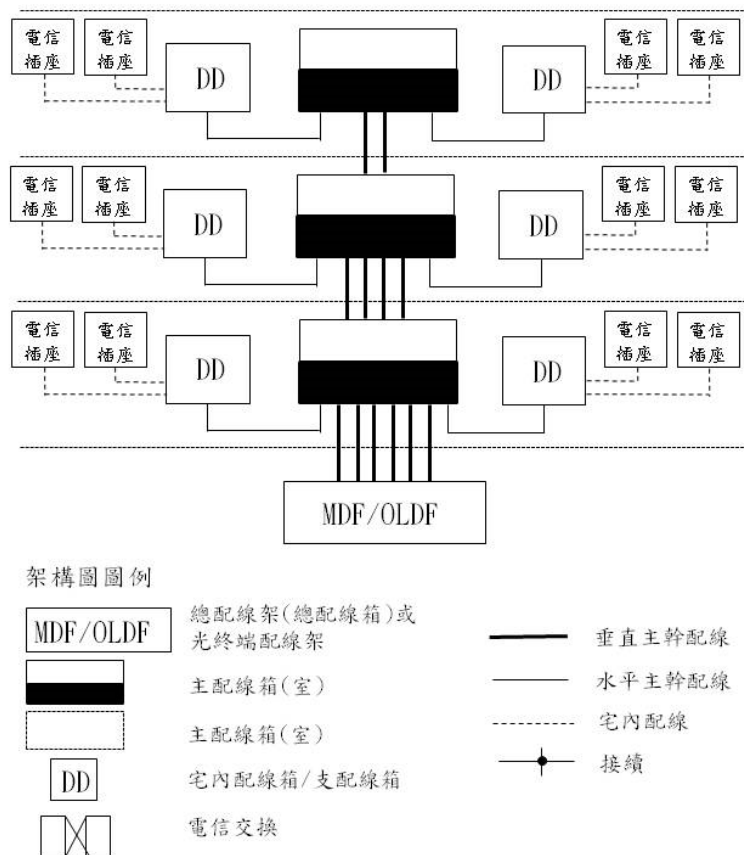 電信 電信 電信 電信
插座 插座 DD DD 插座 插座
電信 電信 電信 電信
插座 插座 DD DD 插座 插座
電信 電信 電信 電信
插座 插座 DD DD 插座 插座
MDF/OLDF
架構圖圖例
MDF/OLDF 總配線架(總配線箱)或
光終端配線架
主配線箱(室)
主配線箱(室)
DD 宅內配線箱/支配線箱
電信交換
垂直主幹配線
水平主幹配線
宅內配線
接續